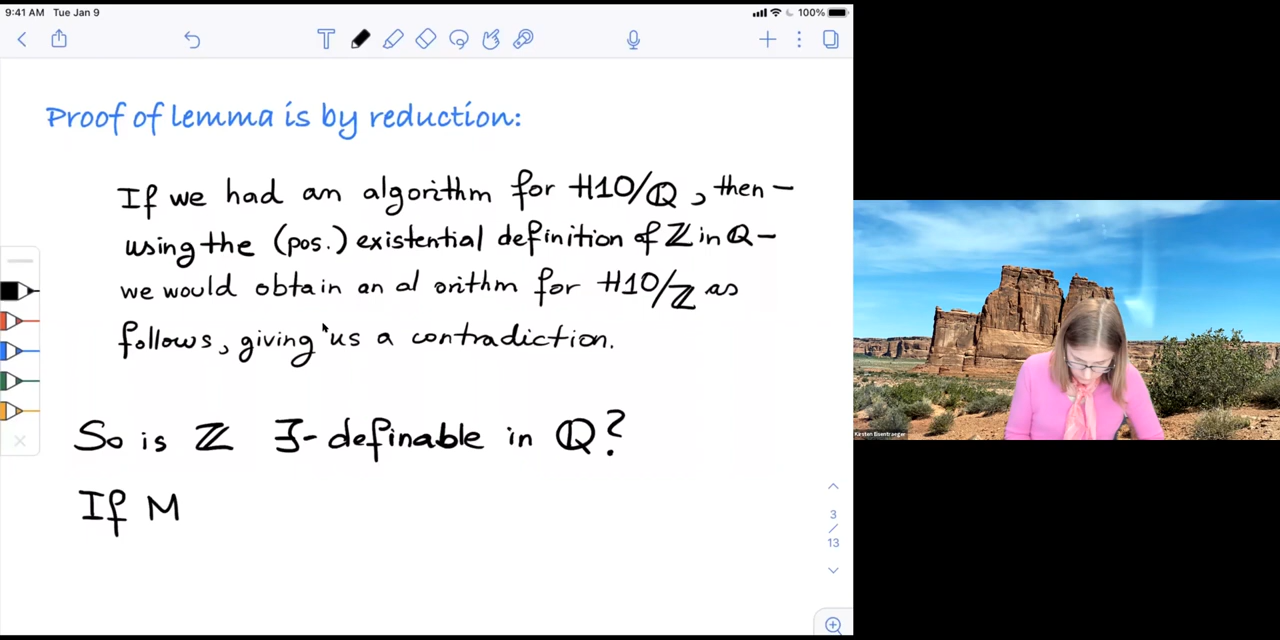 9:41 AM Tue Jan 9
100%
Proof of lemma is by reduction:
If we had an algorithm for H10/ℚ, then –
using the (pos.) existential definition of ℤ in ℚ –
we would obtain an al orithm for H10/ℤ as
follows, giving us a contradiction.
So is ℤ ∃-definable in ℚ?
If M
3
/
13
Kirsten Eisentraeger